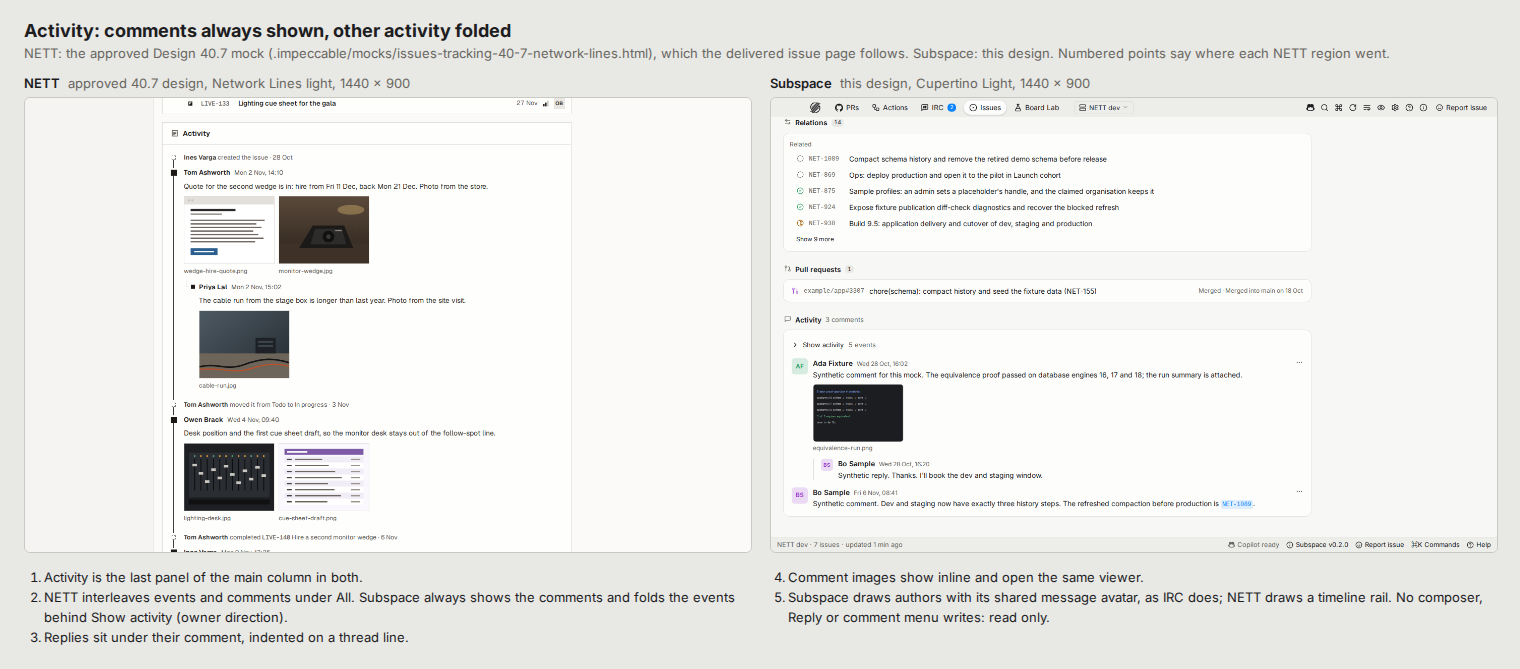 Activity: comments always shown, other activity folded
NETT: the approved Design 40.7 mock (.impeccable/mocks/issues-tracking-40-7-network-lines.html), which the delivered issue page follows. Subspace: this design. Numbered points say where each NETT region went.
NETT approved 40.7 design, Network Lines light, 1440 × 900
LIVE-133 Lighting cue sheet for the gala 27 Nov OB
Activity
Ines Varga created the issue · 28 Oct
Tom Ashworth Mon 2 Nov, 14:10
Quote for the second wedge is in: hire from Fri 11 Dec, back Mon 21 Dec. Photo from the store.
wedge-hire-quote.png monitor-wedge.jpg
Priya Lal Mon 2 Nov, 15:02
The cable run from the stage box is longer than last year. Photo from the site visit.
cable-run.jpg
Tom Ashworth moved it from Todo to In progress · 3 Nov
Owen Brack Wed 4 Nov, 09:40
Desk position and the first cue sheet draft, so the monitor desk stays out of the follow-spot line.
lighting-desk.jpg cue-sheet-draft.png
Tom Ashworth completed LIVE-148 Hire a second monitor wedge · 6 Nov
Subspace this design, Cupertino Light, 1440 × 900
PRs Actions IRC Issues Board Lab NETT dev Report issue
Relations 14
Related
NET-1089 Compact schema history and remove the retired demo schema before release
NET-869 Ops: deploy production and open it to the pilot in Launch cohort
NET-875 Sample profiles: an admin sets a placeholder's handle, and the claimed organisation keeps it
NET-924 Expose fixture publication diff-check diagnostics and recover the blocked refresh
NET-930 Build 9.5: application delivery and cutover of dev, staging and production
Show 9 more
Pull requests 1
example/app#3307 chore(schema): compact history and seed the fixture data (NET-155) Merged · Merged into main on 18 Oct
Activity 3 comments
Show activity 5 events
AF Ada Fixture Wed 28 Oct, 16:02 ...
Synthetic comment for this mock. The equivalence proof passed on database engines 16, 17 and 18; the run summary is attached.
equivalence-run.png
BS Bo Sample Wed 28 Oct, 16:20
Synthetic reply. Thanks. I'll book the dev and staging window.
BS Bo Sample Fri 6 Nov, 08:41 ...
Synthetic comment. Dev and staging now have exactly three history steps. The refreshed compaction before production is NET-1089.
NETT dev · 7 issues · updated 1 min ago Copilot ready Subspace v0.2.0 Report issue ⌘K Commands Help
1. Activity is the last panel of the main column in both.
2. NETT interleaves events and comments under All. Subspace always shows the comments and folds the events
behind Show activity (owner direction).
3. Replies sit under their comment, indented on a thread line.
4. Comment images show inline and open the same viewer.
5. Subspace draws authors with its shared message avatar, as IRC does; NETT draws a timeline rail. No composer,
Reply or comment menu writes: read only.